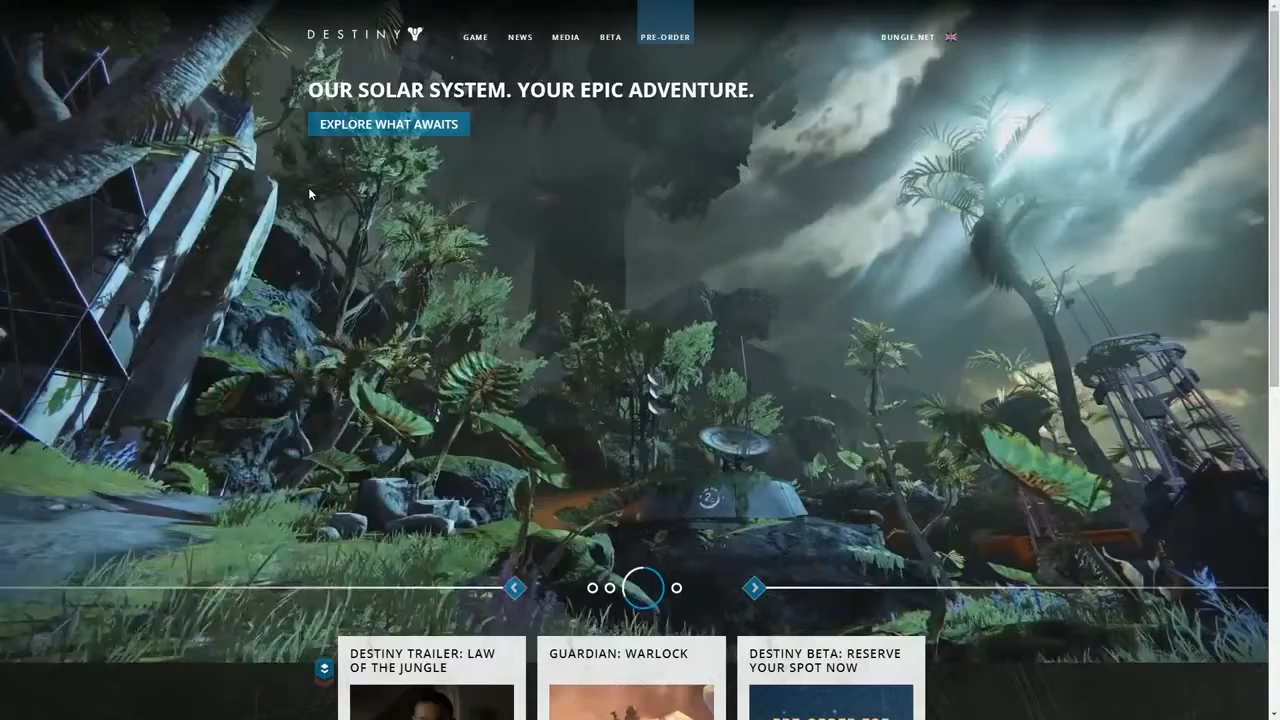 DESTINY
GAME NEWS MEDIA BETA PRE-ORDER
BUNGIE.NET
OUR SOLAR SYSTEM. YOUR EPIC ADVENTURE.
EXPLORE WHAT AWAITS
DESTINY TRAILER: LAW
OF THE JUNGLE
GUARDIAN: WARLOCK
DESTINY BETA: RESERVE
YOUR SPOT NOW